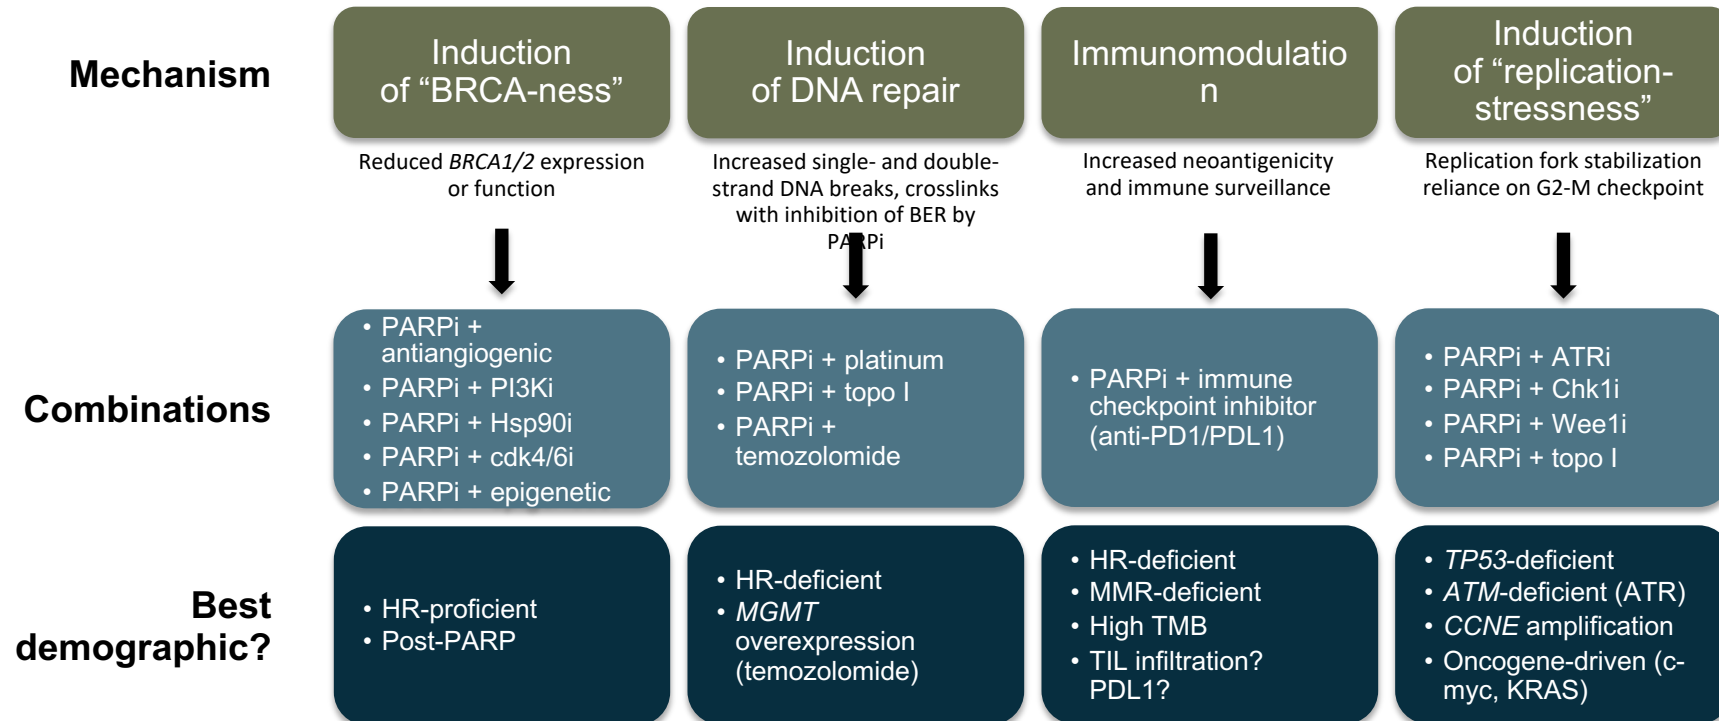 Mechanism
Induction
of “BRCA-ness”
Induction
of DNA repair
Immunomodulatio
n
Induction
of “replication-
stressness”
Reduced BRCA1/2 expression
or function
Increased single- and double-
strand DNA breaks, crosslinks
with inhibition of BER by
PARPi
Increased neoantigenicity
and immune surveillance
Replication fork stabilization
reliance on G2-M checkpoint
Combinations
• PARPi +
antiangiogenic
• PARPi + PI3Ki
• PARPi + Hsp90i
• PARPi + cdk4/6i
• PARPi + epigenetic
• PARPi + platinum
• PARPi + topo I
• PARPi +
temozolomide
• PARPi + immune
checkpoint inhibitor
(anti-PD1/PDL1)
• PARPi + ATRi
• PARPi + Chk1i
• PARPi + Wee1i
• PARPi + topo I
Best
demographic?
• HR-proficient
• Post-PARP
• HR-deficient
• MGMT
overexpression
(temozolomide)
• HR-deficient
• MMR-deficient
• High TMB
• TIL infiltration?
PDL1?
• TP53-deficient
• ATM-deficient (ATR)
• CCNE amplification
• Oncogene-driven (c-
myc, KRAS)